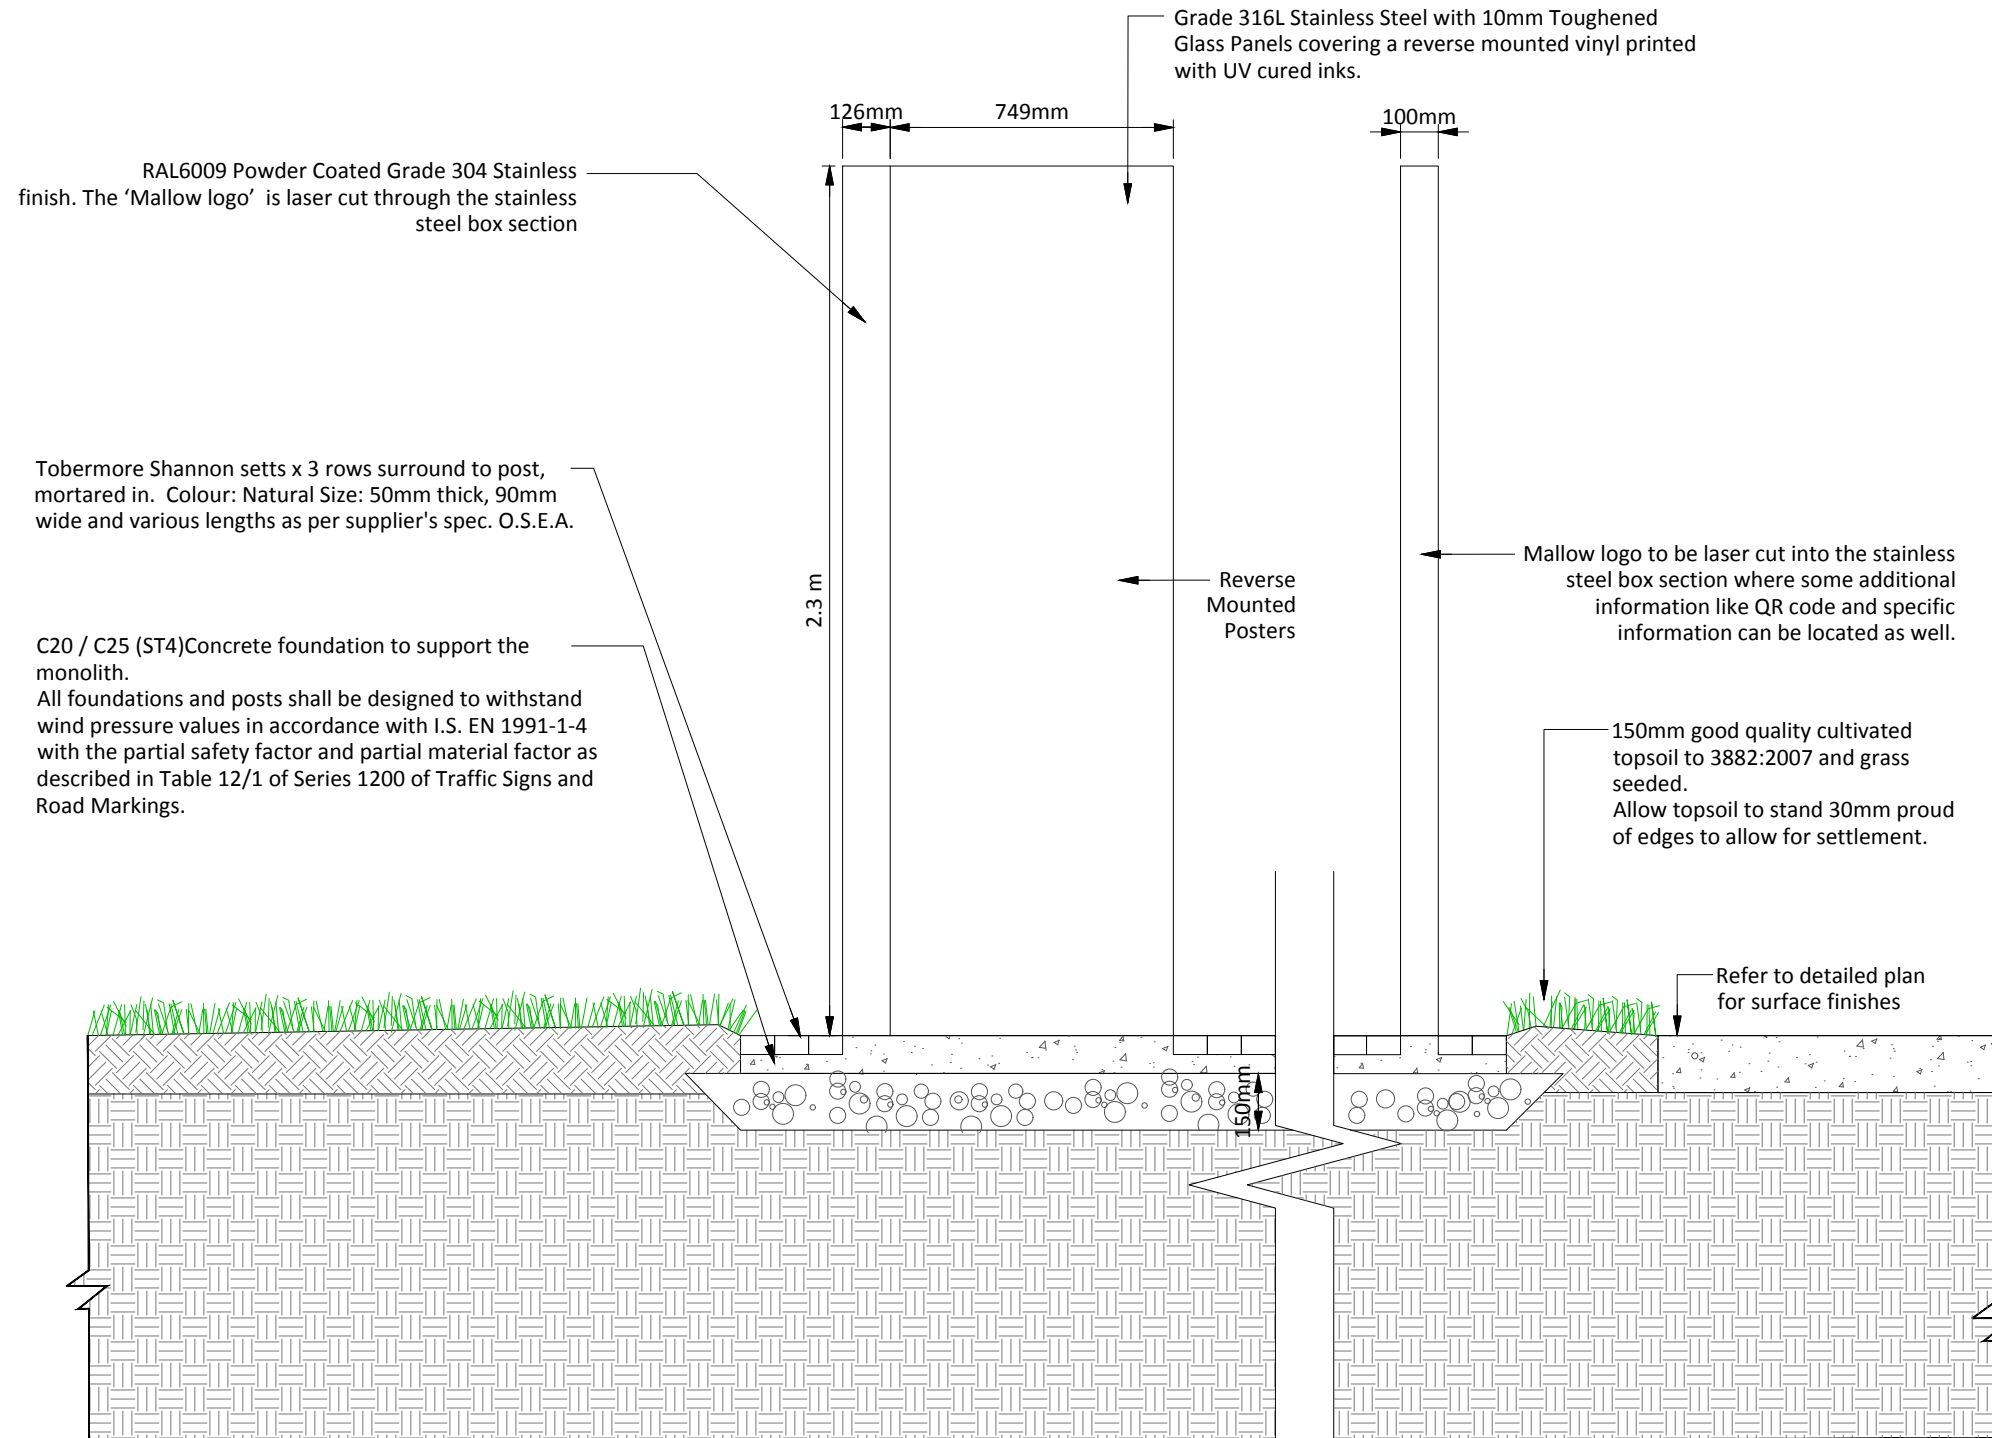 Grade 316L Stainless Steel with 10mm Toughened
Glass Panels covering a reverse mounted vinyl printed
with UV cured inks.
126mm
749mm
100mm
RAL6009 Powder Coated Grade 304 Stainless
finish. The ‘Mallow logo’  is laser cut through the stainless
steel box section
Tobermore Shannon setts x 3 rows surround to post,
mortared in.  Colour: Natural Size: 50mm thick, 90mm
wide and various lengths as per supplier's spec. O.S.E.A.
2.3 m
Reverse
Mounted
Posters
Mallow logo to be laser cut into the stainless
steel box section where some additional
information like QR code and specific
information can be located as well.
C20 / C25 (ST4)Concrete foundation to support the
monolith.
All foundations and posts shall be designed to withstand
wind pressure values in accordance with I.S. EN 1991-1-4
with the partial safety factor and partial material factor as
described in Table 12/1 of Series 1200 of Traffic Signs and
Road Markings.
150mm good quality cultivated
topsoil to 3882:2007 and grass
seeded.
Allow topsoil to stand 30mm proud
of edges to allow for settlement.
Refer to detailed plan
for surface finishes
150mm